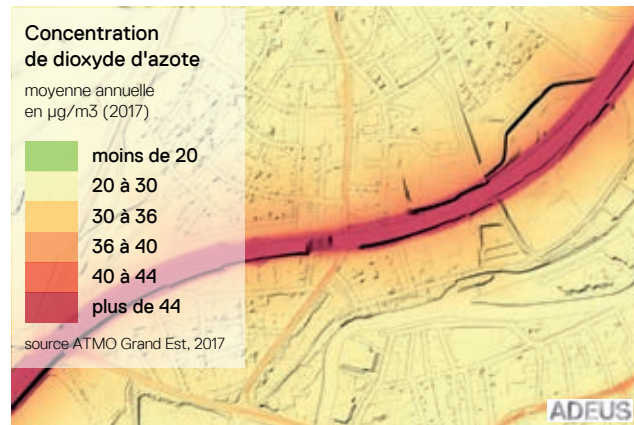 Concentration
de dioxyde d'azote
moyenne annuelle
en µg/m3 (2017)
moins de 20
20 à 30
30 à 36
36 à 40
40 à 44
plus de 44
source ATMO Grand Est, 2017
ADEUS